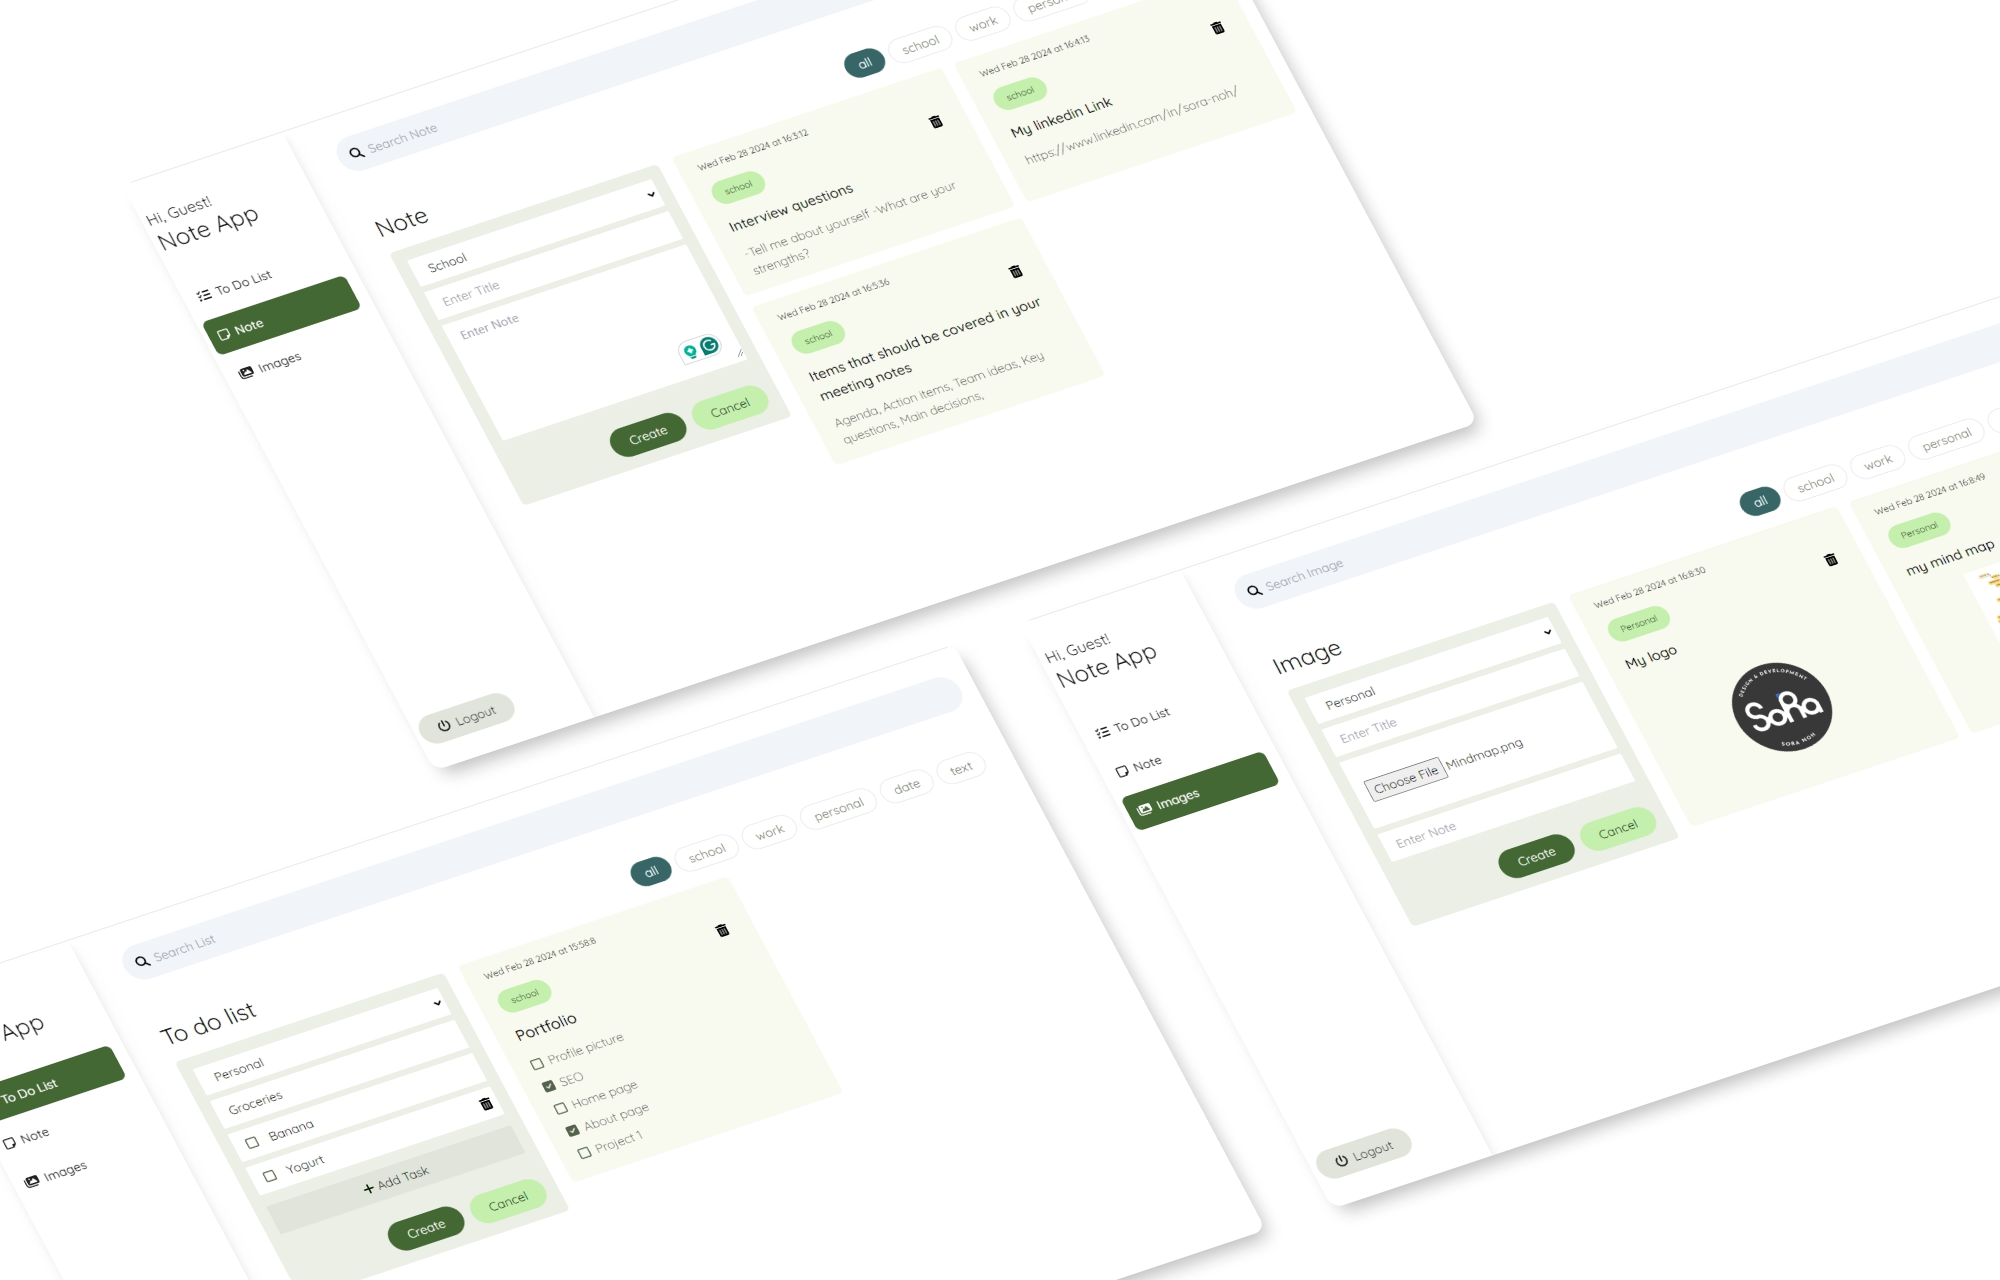 Hi, Guest!
Note App
To Do List
Note
Images
Logout
Search Note
Note
School
Enter Title
Enter Note
Create
Cancel
all
school
work
Wed Feb 28 2024 at 16:3:12
school
Interview questions
-Tell me about yourself -What are your
strengths?
Wed Feb 28 2024 at 16:4:13
school
My linkedin Link
https://www.linkedin.com/in/sora-noh/
Wed Feb 28 2024 at 16:5:36
school
Items that should be covered in your
meeting notes
Agenda, Action items, Team ideas, Key
questions, Main decisions,
App
To Do List
Note
Images
Search List
To do list
Personal
Groceries
Banana
Yogurt
Add Task
Create
Cancel
all
school
work
personal
date
text
Wed Feb 28 2024 at 15:58:8
school
Portfolio
Profile picture
SEO
Home page
About page
Project 1
Hi, Guest!
Note App
To Do List
Note
Images
Logout
Search Image
Image
Personal
Enter Title
Choose File Mindmap.png
Enter Note
Create
Cancel
all
school
work
personal
Wed Feb 28 2024 at 16:8:30
Personal
My logo
DESIGN & DEVELOPMENT
SoRa
SORA NOH
Wed Feb 28 2024 at 16:8:49
Personal
my mind map